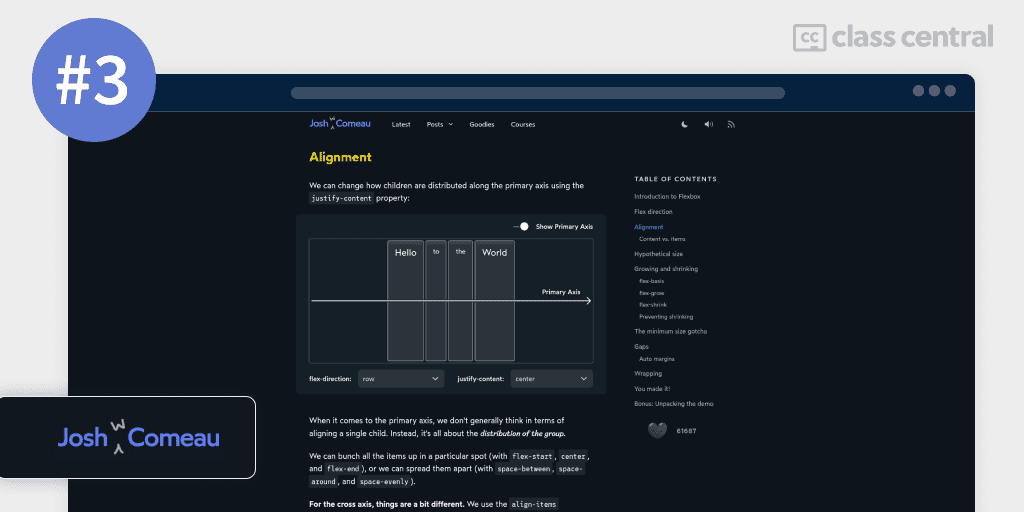 #3
class central
Josh W Comeau
Latest
Posts
Goodies
Courses
Alignment
We can change how children are distributed along the primary axis using the
justify-content property:
Show Primary Axis
Hello
to
the
World
Primary Axis
flex-direction:
row
justify-content:
center
When it comes to the primary axis, we don't generally think in terms of
aligning a single child. Instead, it's all about the distribution of the group.
We can bunch all the items up in a particular spot (with flex-start, center,
and flex-end), or we can spread them apart (with space-between, space-
around, and space-evenly).
For the cross axis, things are a bit different. We use the align-items
TABLE OF CONTENTS
Introduction to Flexbox
Flex direction
Alignment
Content vs. items
Hypothetical size
Growing and shrinking
flex-basis
flex-grow
flex-shrink
Preventing shrinking
The minimum size gotcha
Gaps
Auto margins
Wrapping
You made it!
Bonus: Unpacking the demo
61687
Josh W Comeau